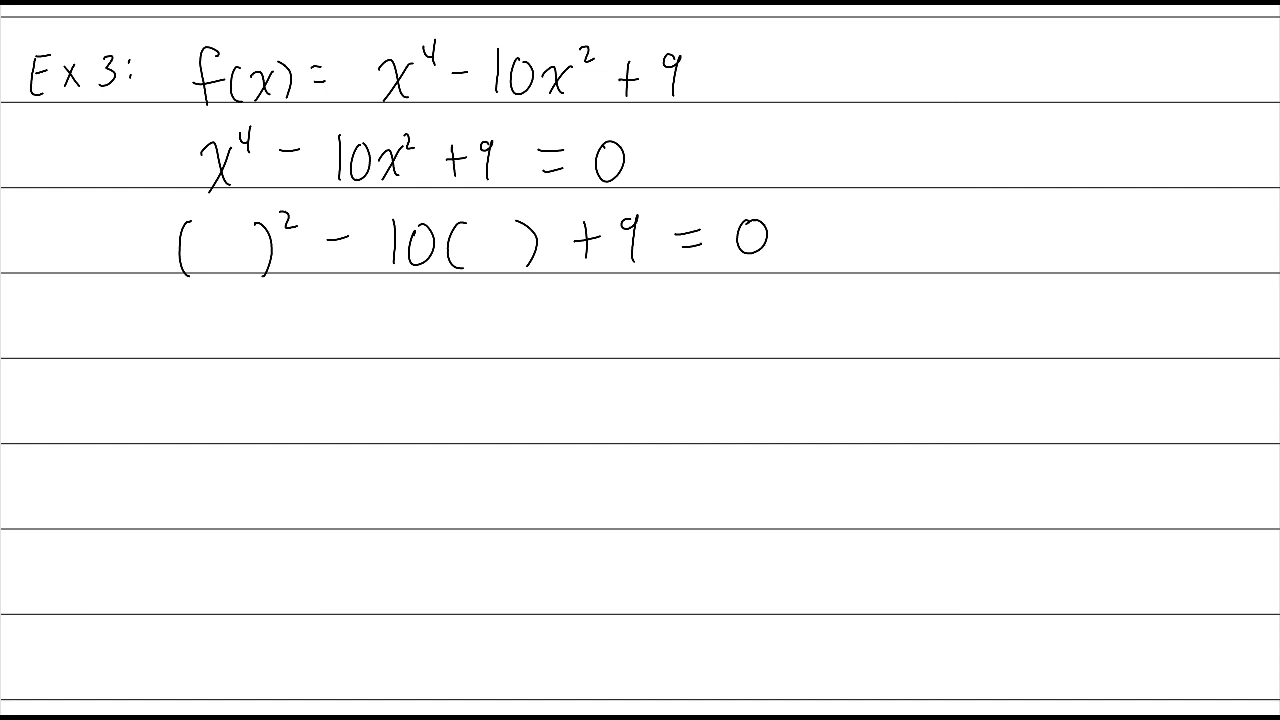 Ex 3: f(x) = x⁴ - 10x² + 9
x⁴ - 10x² + 9 = 0
( )² - 10( ) + 9 = 0